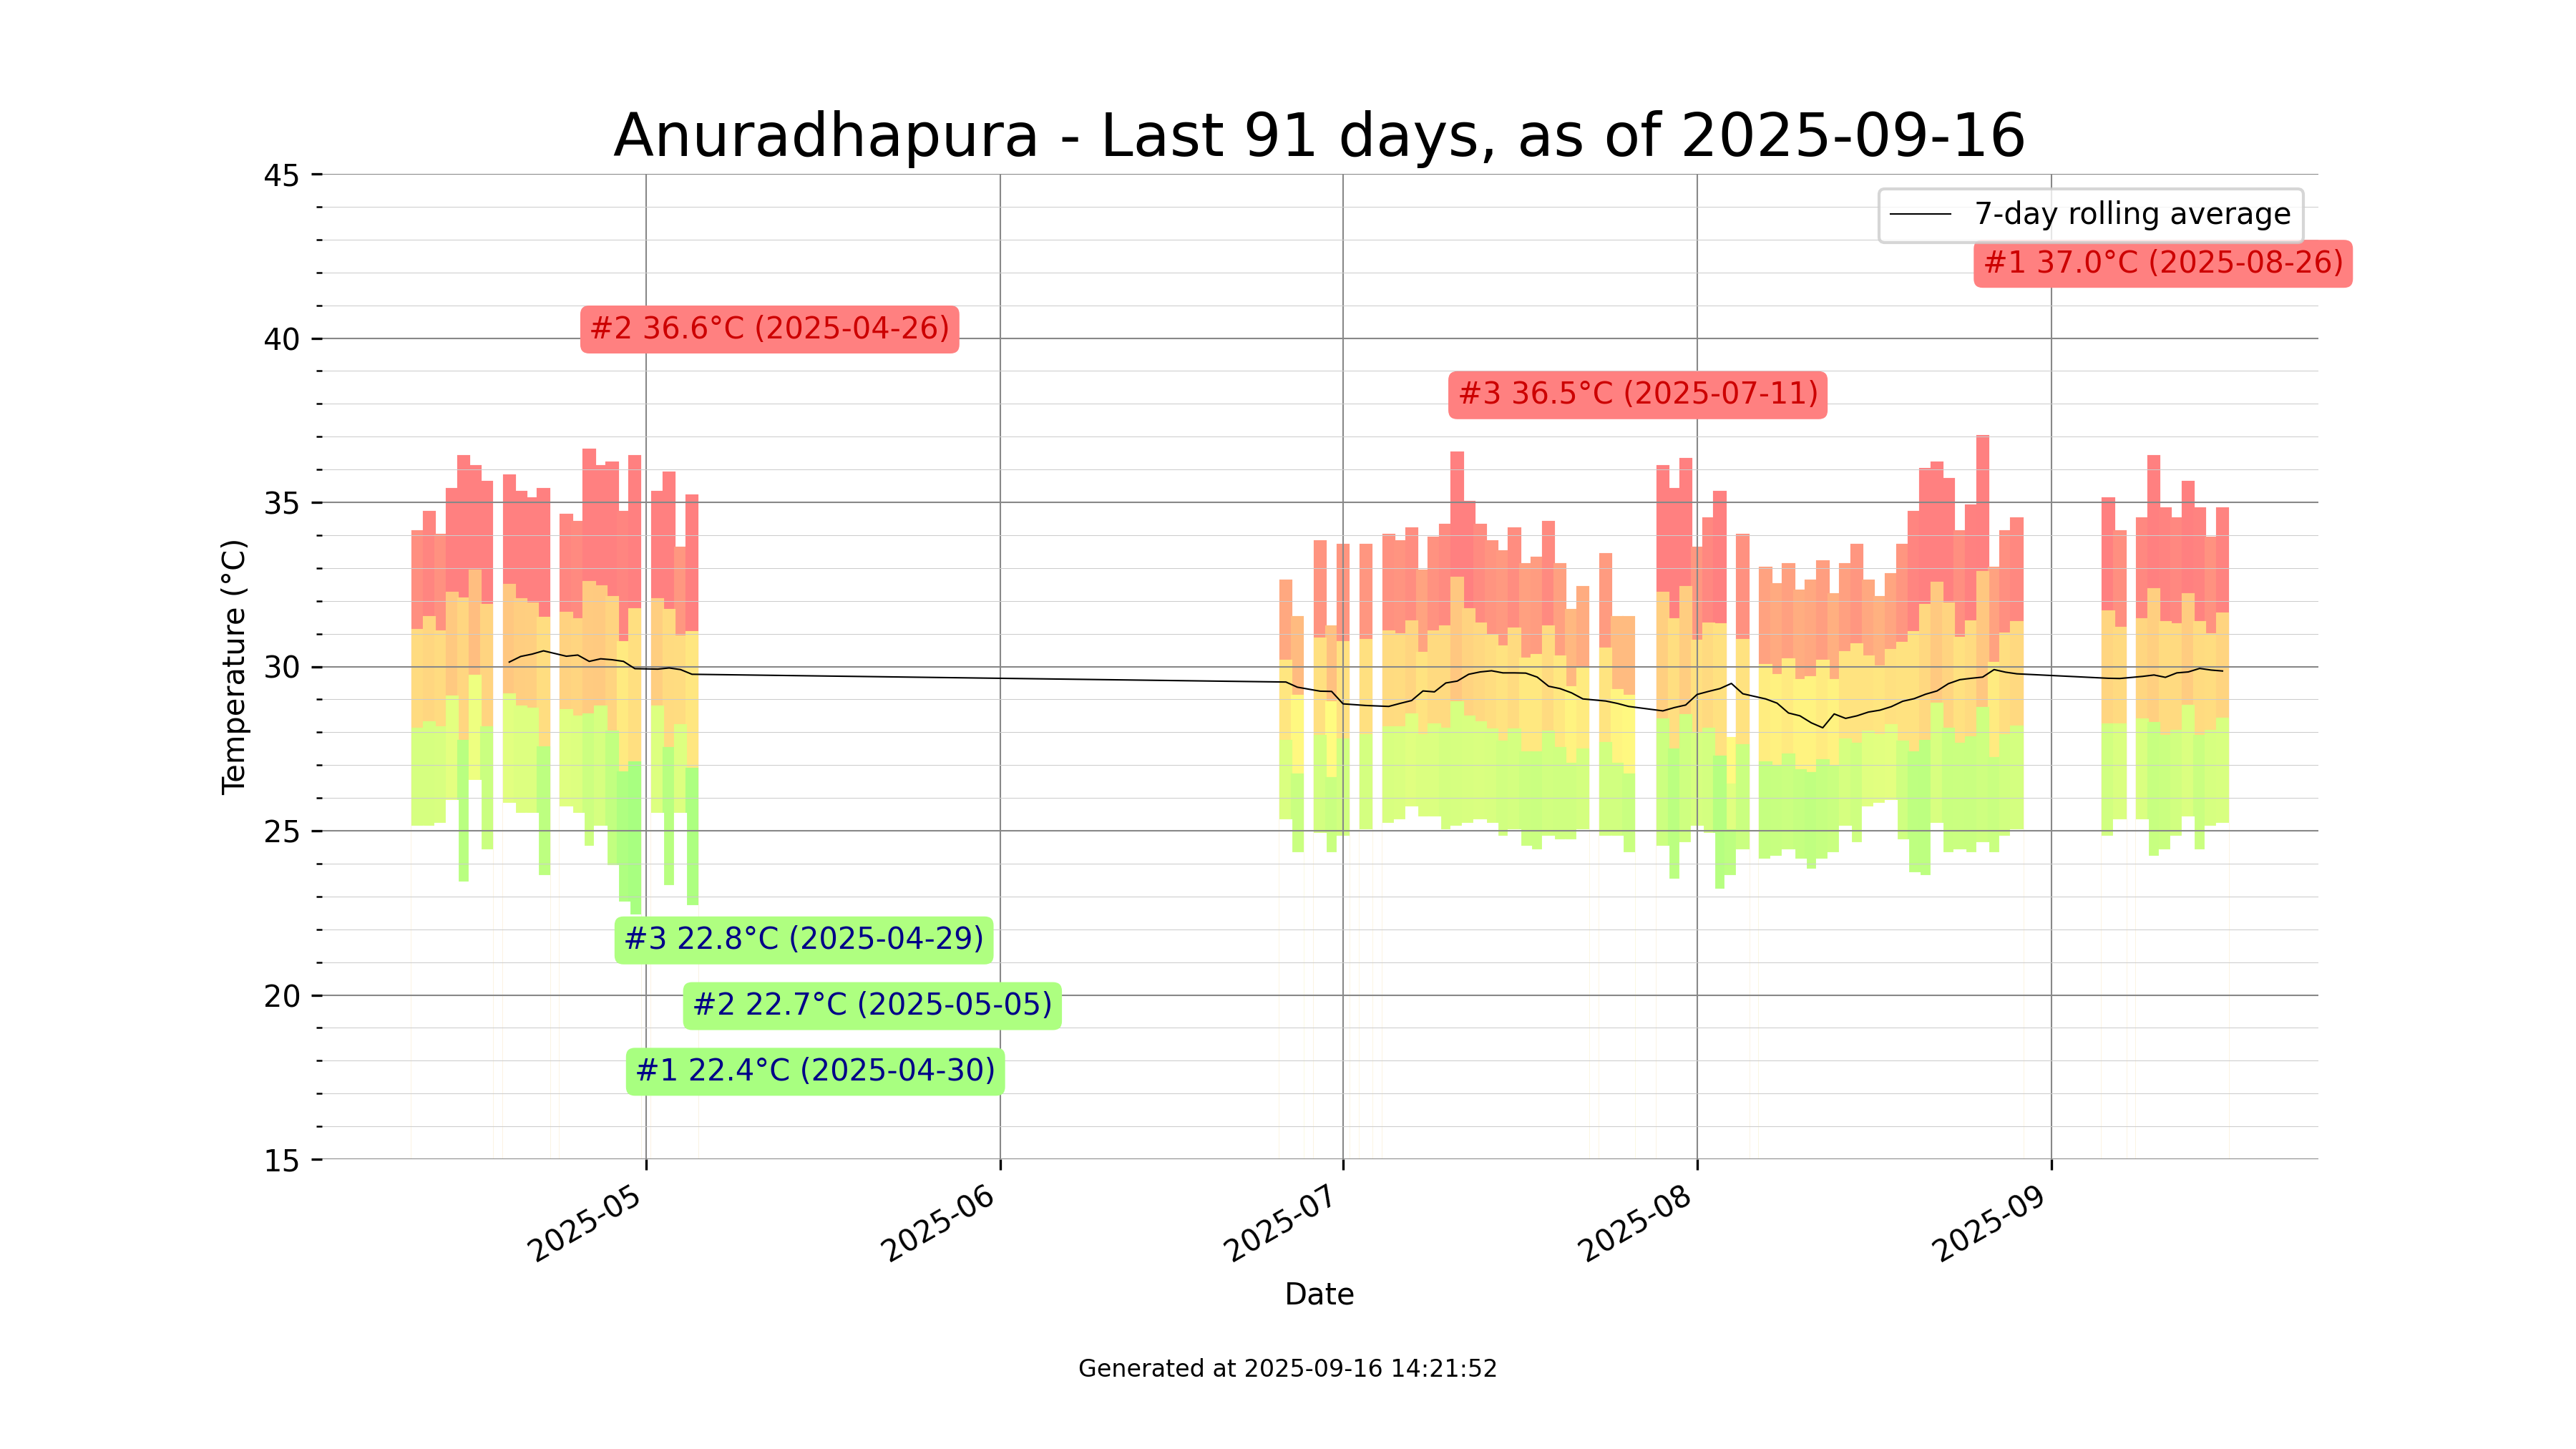 Anuradhapura - Last 91 days, as of 2025-09-16
45
40
35
30
25
20
15
Temperature (°C)
7-day rolling average
#1 37.0°C (2025-08-26)
#2 36.6°C (2025-04-26)
#3 36.5°C (2025-07-11)
#3 22.8°C (2025-04-29)
#2 22.7°C (2025-05-05)
#1 22.4°C (2025-04-30)
2025-05
2025-06
2025-07
2025-08
2025-09
Date
Generated at 2025-09-16 14:21:52